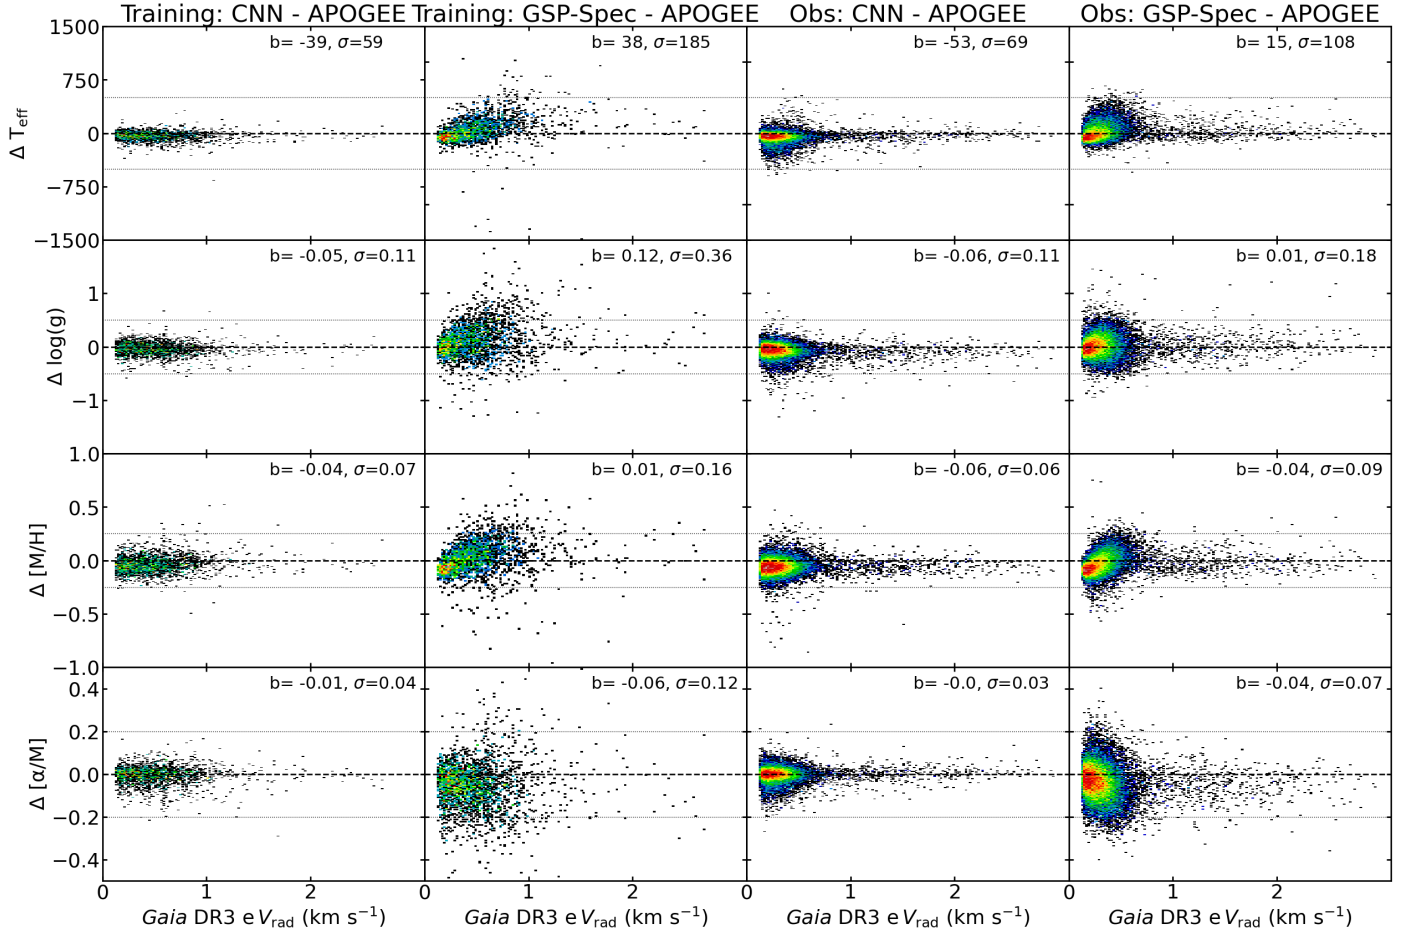 Training: CNN - APOGEE Training: GSP-Spec - APOGEE Obs: CNN - APOGEE Obs: GSP-Spec - APOGEE
1500
b= -39, σ=59 b= 38, σ=185 b= -53, σ=69 b= 15, σ=108
750
Δ Teff
0
−750
−1500
b= -0.05, σ=0.11 b= 0.12, σ=0.36 b= -0.06, σ=0.11 b= 0.01, σ=0.18
1
Δ log(g)
0
−1
1.0
b= -0.04, σ=0.07 b= 0.01, σ=0.16 b= -0.06, σ=0.06 b= -0.04, σ=0.09
0.5
Δ [M/H]
0.0
−0.5
−1.0
b= -0.01, σ=0.04 b= -0.06, σ=0.12 b= -0.0, σ=0.03 b= -0.04, σ=0.07
0.4
0.2
Δ [α/M]
0.0
−0.2
−0.4
0 1 2 0 1 2 0 1 2 0 1 2
Gaia DR3 e Vrad (km s−1) Gaia DR3 e Vrad (km s−1) Gaia DR3 e Vrad (km s−1) Gaia DR3 e Vrad (km s−1)